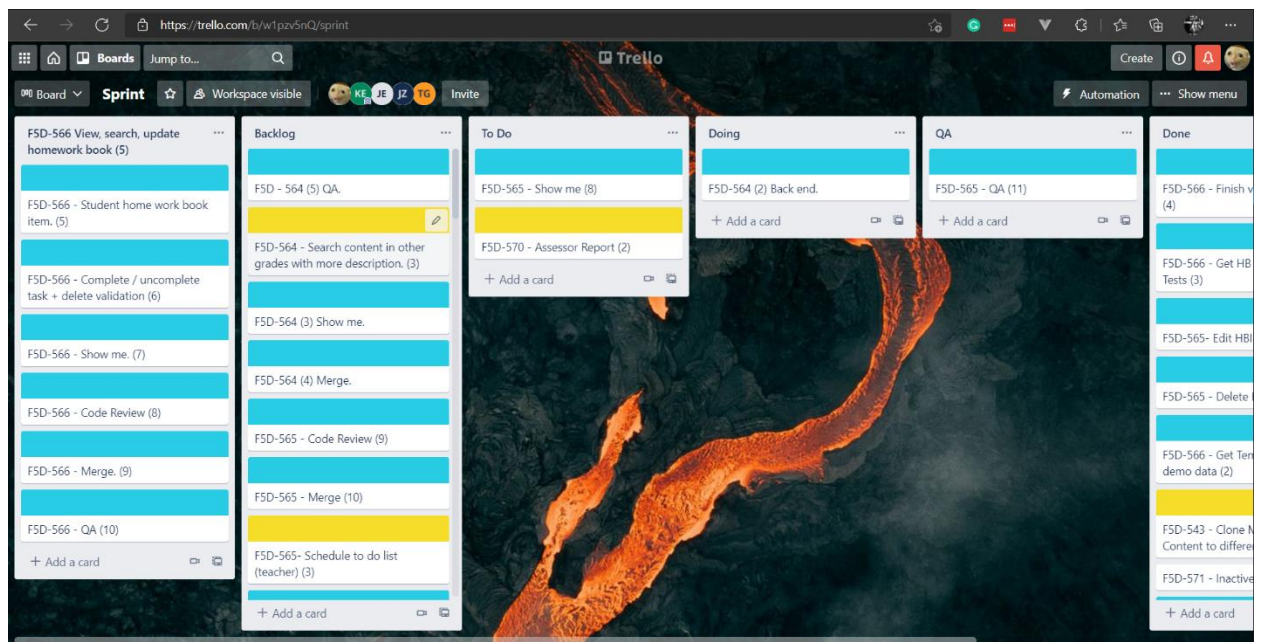 https://trello.com/b/w1pzv5nQ/sprint
Boards
Jump to...
Trello
Create
Board
Sprint
Workspace visible
KE
JE
JZ
TG
Invite
Automation
Show menu
F5D-566 View, search, update
homework book (5)
F5D-566 - Student home work book
item. (5)
F5D-566 - Complete / uncomplete
task + delete validation (6)
F5D-566 - Show me. (7)
F5D-566 - Code Review (8)
F5D-566 - Merge. (9)
F5D-566 - QA (10)
+ Add a card
Backlog
F5D - 564 (5) QA.
F5D-564 - Search content in other
grades with more description. (3)
F5D-564 (3) Show me.
F5D-564 (4) Merge.
F5D-565 - Code Review (9)
F5D-565 - Merge (10)
F5D-565- Schedule to do list
(teacher) (3)
+ Add a card
To Do
F5D-565 - Show me (8)
F5D-570 - Assessor Report (2)
+ Add a card
Doing
F5D-564 (2) Back end.
+ Add a card
QA
F5D-565 - QA (11)
+ Add a card
Done
F5D-566 - Finish
(4)
F5D-566 - Get HB
Tests (3)
F5D-565- Edit HBI
F5D-565 - Delete
F5D-566 - Get
demo data (2)
F5D-543 - Clone
Content to
F5D-571 - Inactive
+ Add a card